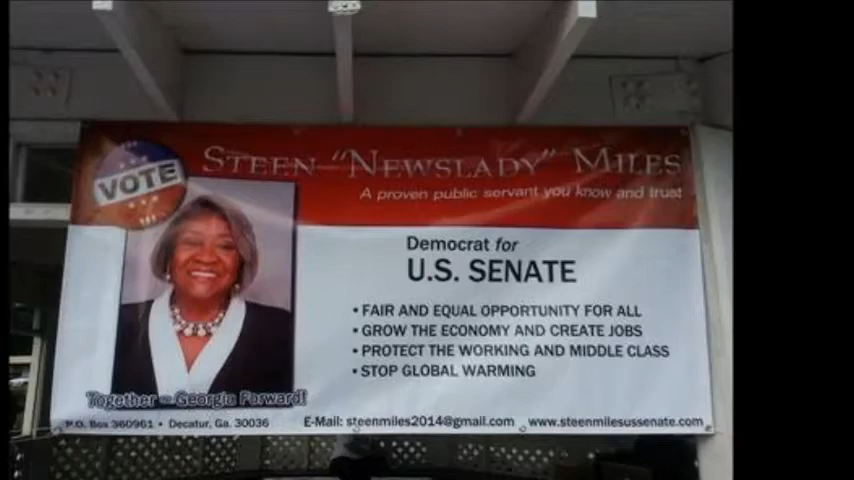 VOTE
STEEN "NEWSLADY" MILES
A proven public servant you know and trust
Democrat for
U.S. SENATE
• FAIR AND EQUAL OPPORTUNITY FOR ALL
• GROW THE ECONOMY AND CREATE JOBS
• PROTECT THE WORKING AND MIDDLE CLASS
• STOP GLOBAL WARMING
Together - Georgia Forward!
P.O. Box 360961 • Decatur, Ga. 30036 E-Mail: steenmiles2014@gmail.com www.steenmilesussenate.com